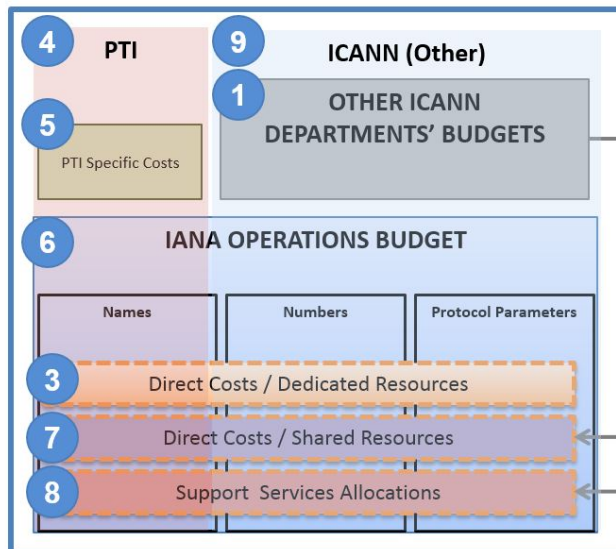 4 PTI
9 ICANN (Other)
1 OTHER ICANN
DEPARTMENTS’ BUDGETS
5
PTI Specific Costs
6 IANA OPERATIONS BUDGET
Names Numbers Protocol Parameters
3 Direct Costs / Dedicated Resources
7 Direct Costs / Shared Resources
8 Support Services Allocations